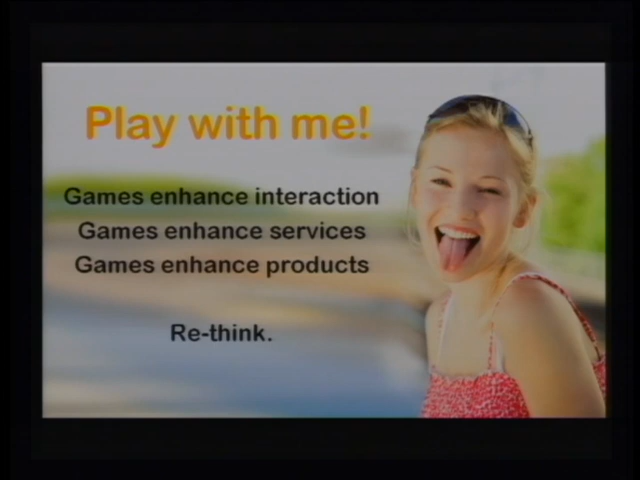 Play with me!
Games enhance interaction
Games enhance services
Games enhance products
Re-think.